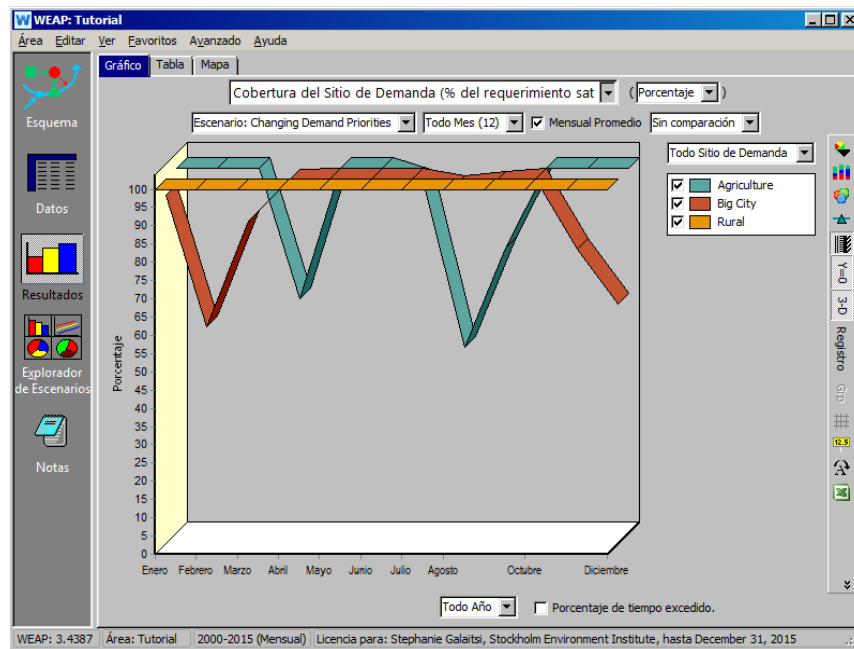 WEAP: Tutorial
Área Editar Ver Favoritos Avanzado Ayuda
Gráfico Tabla Mapa
Cobertura del Sitio de Demanda (% del requerimiento sat (Porcentaje)
Escenario: Changing Demand Priorities Todo Mes (12) Mensual Promedio Sin comparación
Todo Sitio de Demanda
Agriculture
Big City
Rural
Esquema
Datos
Resultados
Explorador
de Escenarios
Notas
Porcentaje
100
95
90
85
80
75
70
65
60
55
50
45
40
35
30
25
20
15
10
5
0
Enero Febrero Marzo Abril Mayo Junio Julio Agosto Octubre Diciembre
Y=0
3-D
Registro
Grp
12.5
A
Todo Año Porcentaje de tiempo excedido.
WEAP: 3.4387 Área: Tutorial 2000-2015 (Mensual) Licencia para: Stephanie Galaitsi, Stockholm Environment Institute, hasta December 31, 2015